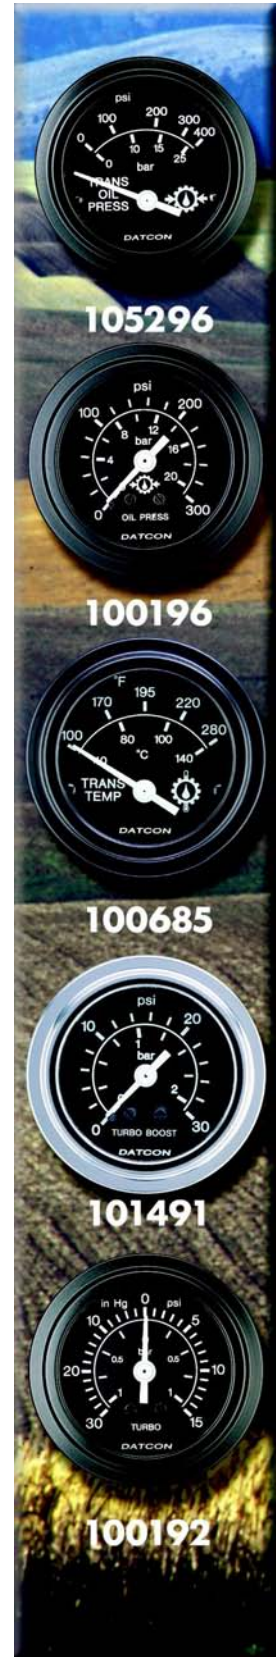 psi
0 100 200 300 400
0 10 15 25
bar
TRANS
OIL
PRESS
DATCON
105296
psi
100 200
8 12
bar
4 16
20
0 300
OIL PRESS
DATCON
100196
°F
170 195 220
100 280
80 100
°C
40 140
TRANS
TEMP
DATCON
100685
psi
10 20
1
bar
0 2
0 30
TURBO BOOST
DATCON
101491
0
in Hg psi
10 5
bar
0.5 0.5
20 10
1 1
30 15
TURBO
DATCON
100192